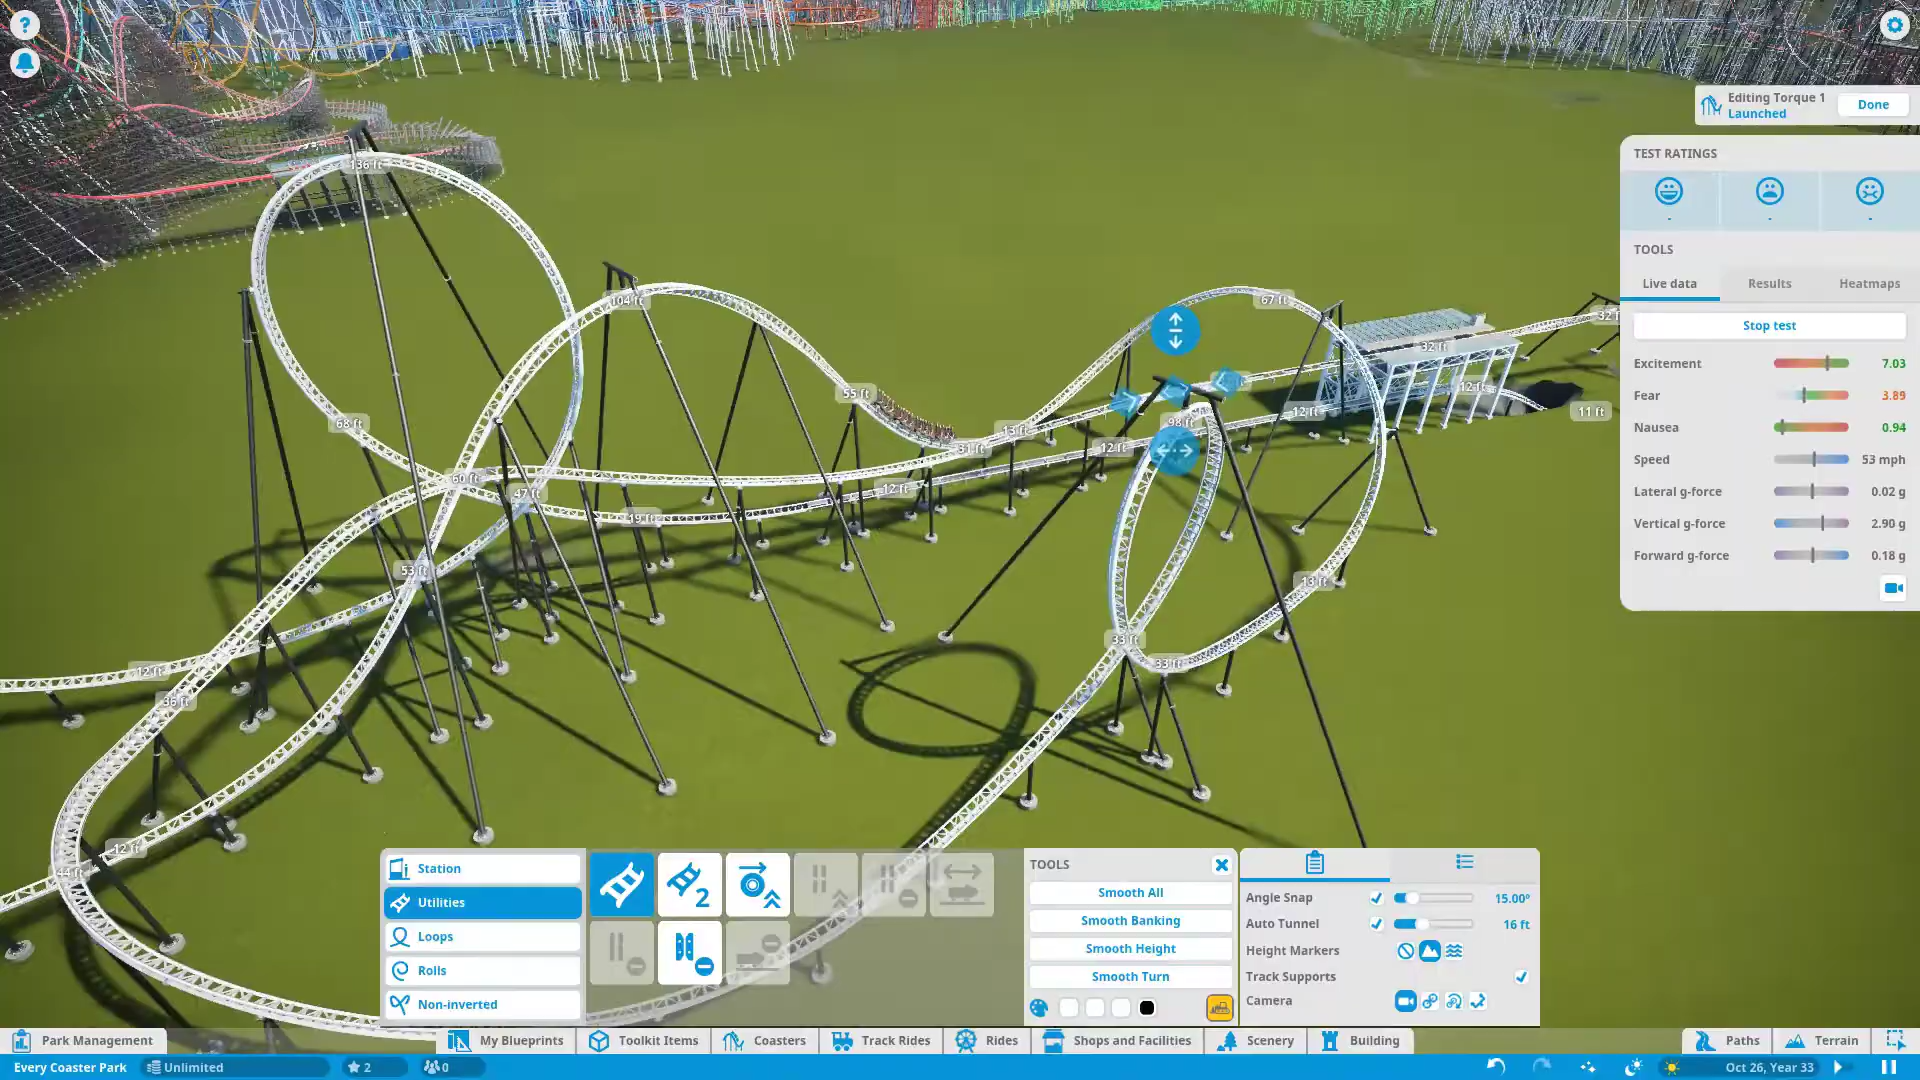 ?
136 ft
104 ft
67 ft
32 f
32 ft
12 ft
11 ft
55 ft
13 ft
31 ft
98 ft
12 ft
12 ft
12 ft
68 ft
60 ft
47 ft
19 ft
53 ft
13 ft
33 ft
33 ft
12 ft
36 ft
12 ft
44 ft
Editing Torque 1
Launched
Done
TEST RATINGS
-
-
-
TOOLS
Live data
Results
Heatmaps
Stop test
Excitement
7.03
Fear
3.89
Nausea
0.94
Speed
53 mph
Lateral g-force
0.02 g
Vertical g-force
2.90 g
Forward g-force
0.18 g
Station
Utilities
Loops
Rolls
Non-inverted
2
TOOLS
Smooth All
Smooth Banking
Smooth Height
Smooth Turn
Angle Snap
15.00°
Auto Tunnel
16 ft
Height Markers
Track Supports
Camera
Park Management
My Blueprints
Toolkit Items
Coasters
Track Rides
Rides
Shops and Facilities
Scenery
Building
Paths
Terrain
Every Coaster Park
Unlimited
2
0
Oct 26, Year 33